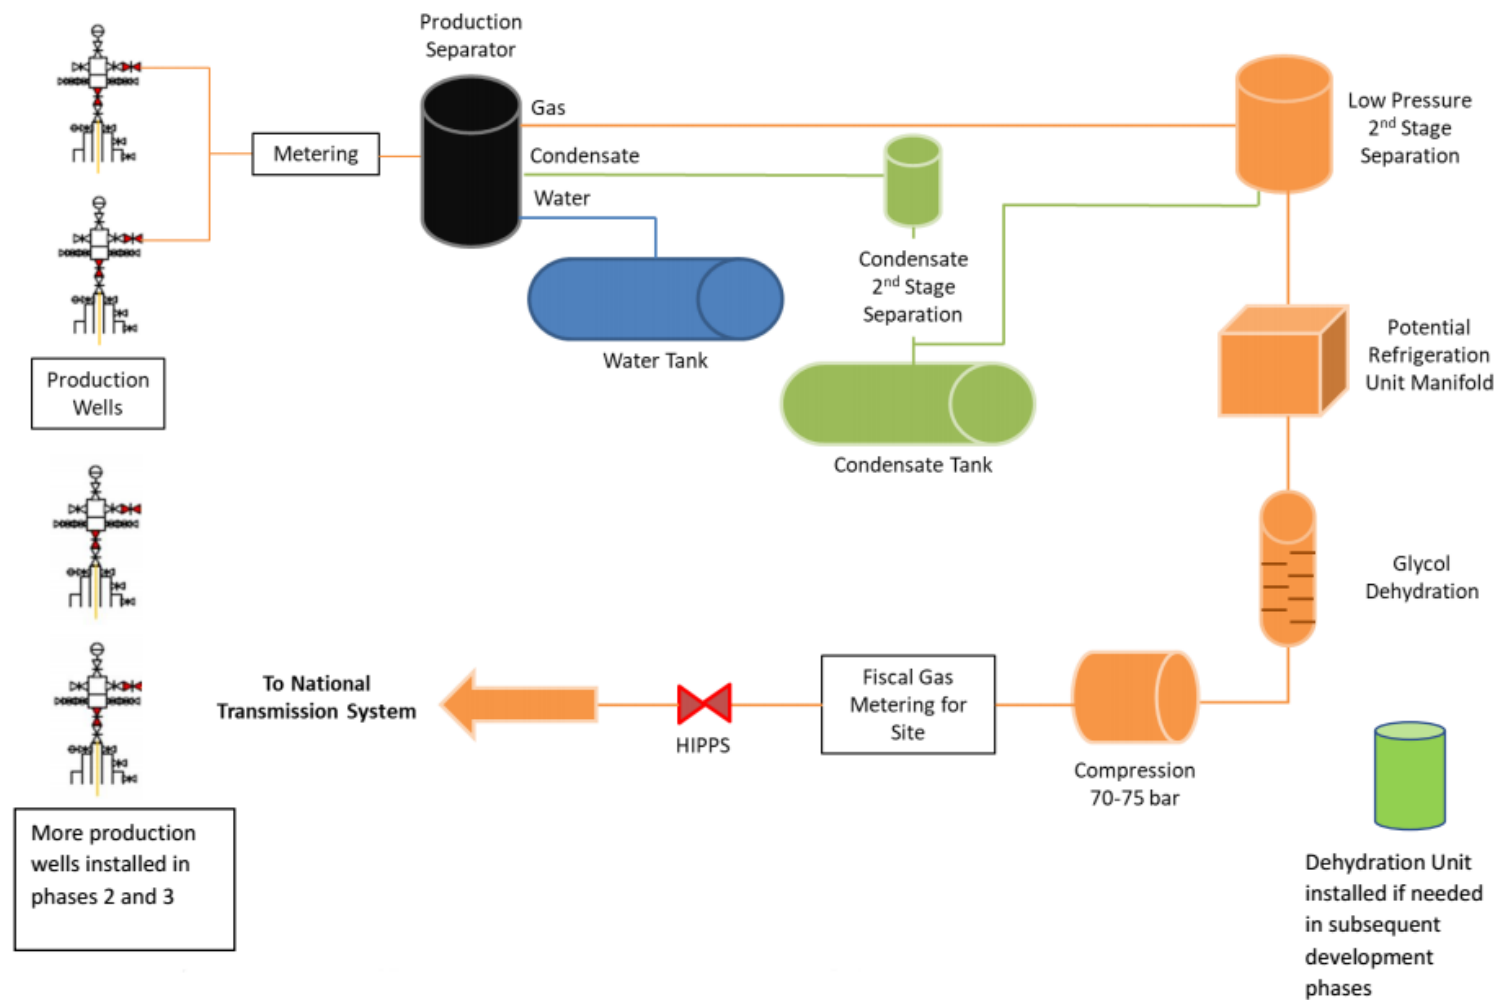 Production
Separator
Gas
Condensate
Water
Metering
Low Pressure
2nd Stage
Separation
Condensate
2nd Stage
Separation
Water Tank
Production
Wells
Potential
Refrigeration
Unit Manifold
Condensate Tank
Glycol
Dehydration
To National
Transmission System
HIPPS
Fiscal Gas
Metering for
Site
Compression
70-75 bar
More production
wells installed in
phases 2 and 3
Dehydration Unit
installed if needed
in subsequent
development
phases